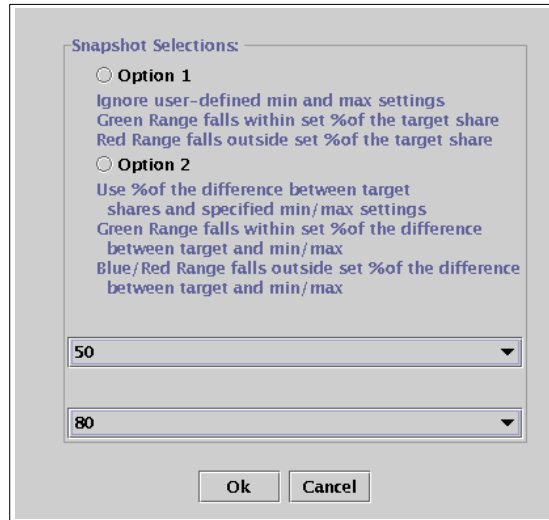 Snapshot Selections:
Option 1
Ignore user-defined min and max settings
Green Range falls within set %of the target share
Red Range falls outside set %of the target share
Option 2
Use %of the difference between target
shares and specified min/max settings
Green Range falls within set %of the difference
between target and min/max
Blue/Red Range falls outside set %of the difference
between target and min/max
50
80
Ok Cancel